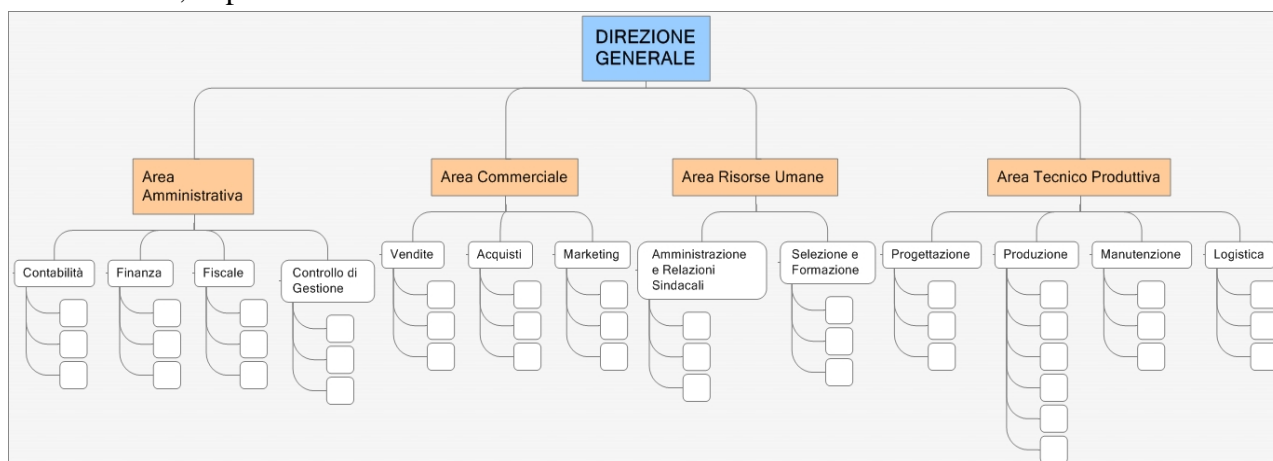 DIREZIONE
GENERALE
Area
Amministrativa
Area Commerciale
Area Risorse Umane
Area Tecnico Produttiva
Contabilità
Finanza
Fiscale
Controllo di
Gestione
Vendite
Acquisti
Marketing
Amministrazione
e Relazioni
Sindacali
Selezione e
Formazione
Progettazione
Produzione
Manutenzione
Logistica